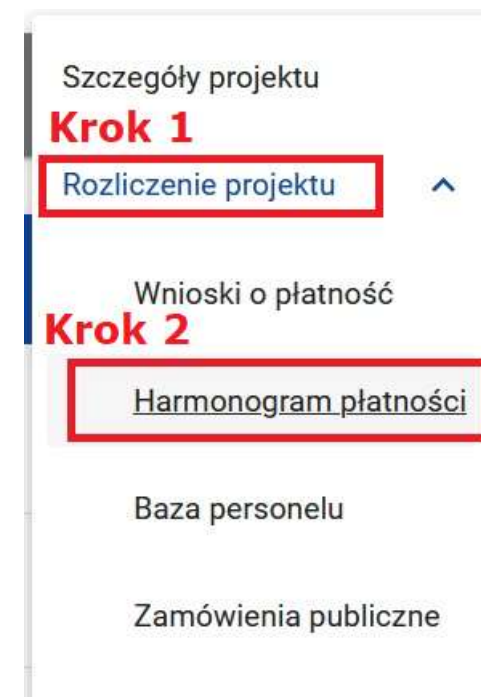 Szczegóły projektu
Krok 1
Rozliczenie projektu
Wnioski o płatność
Krok 2
Harmonogram płatności
Baza personelu
Zamówienia publiczne